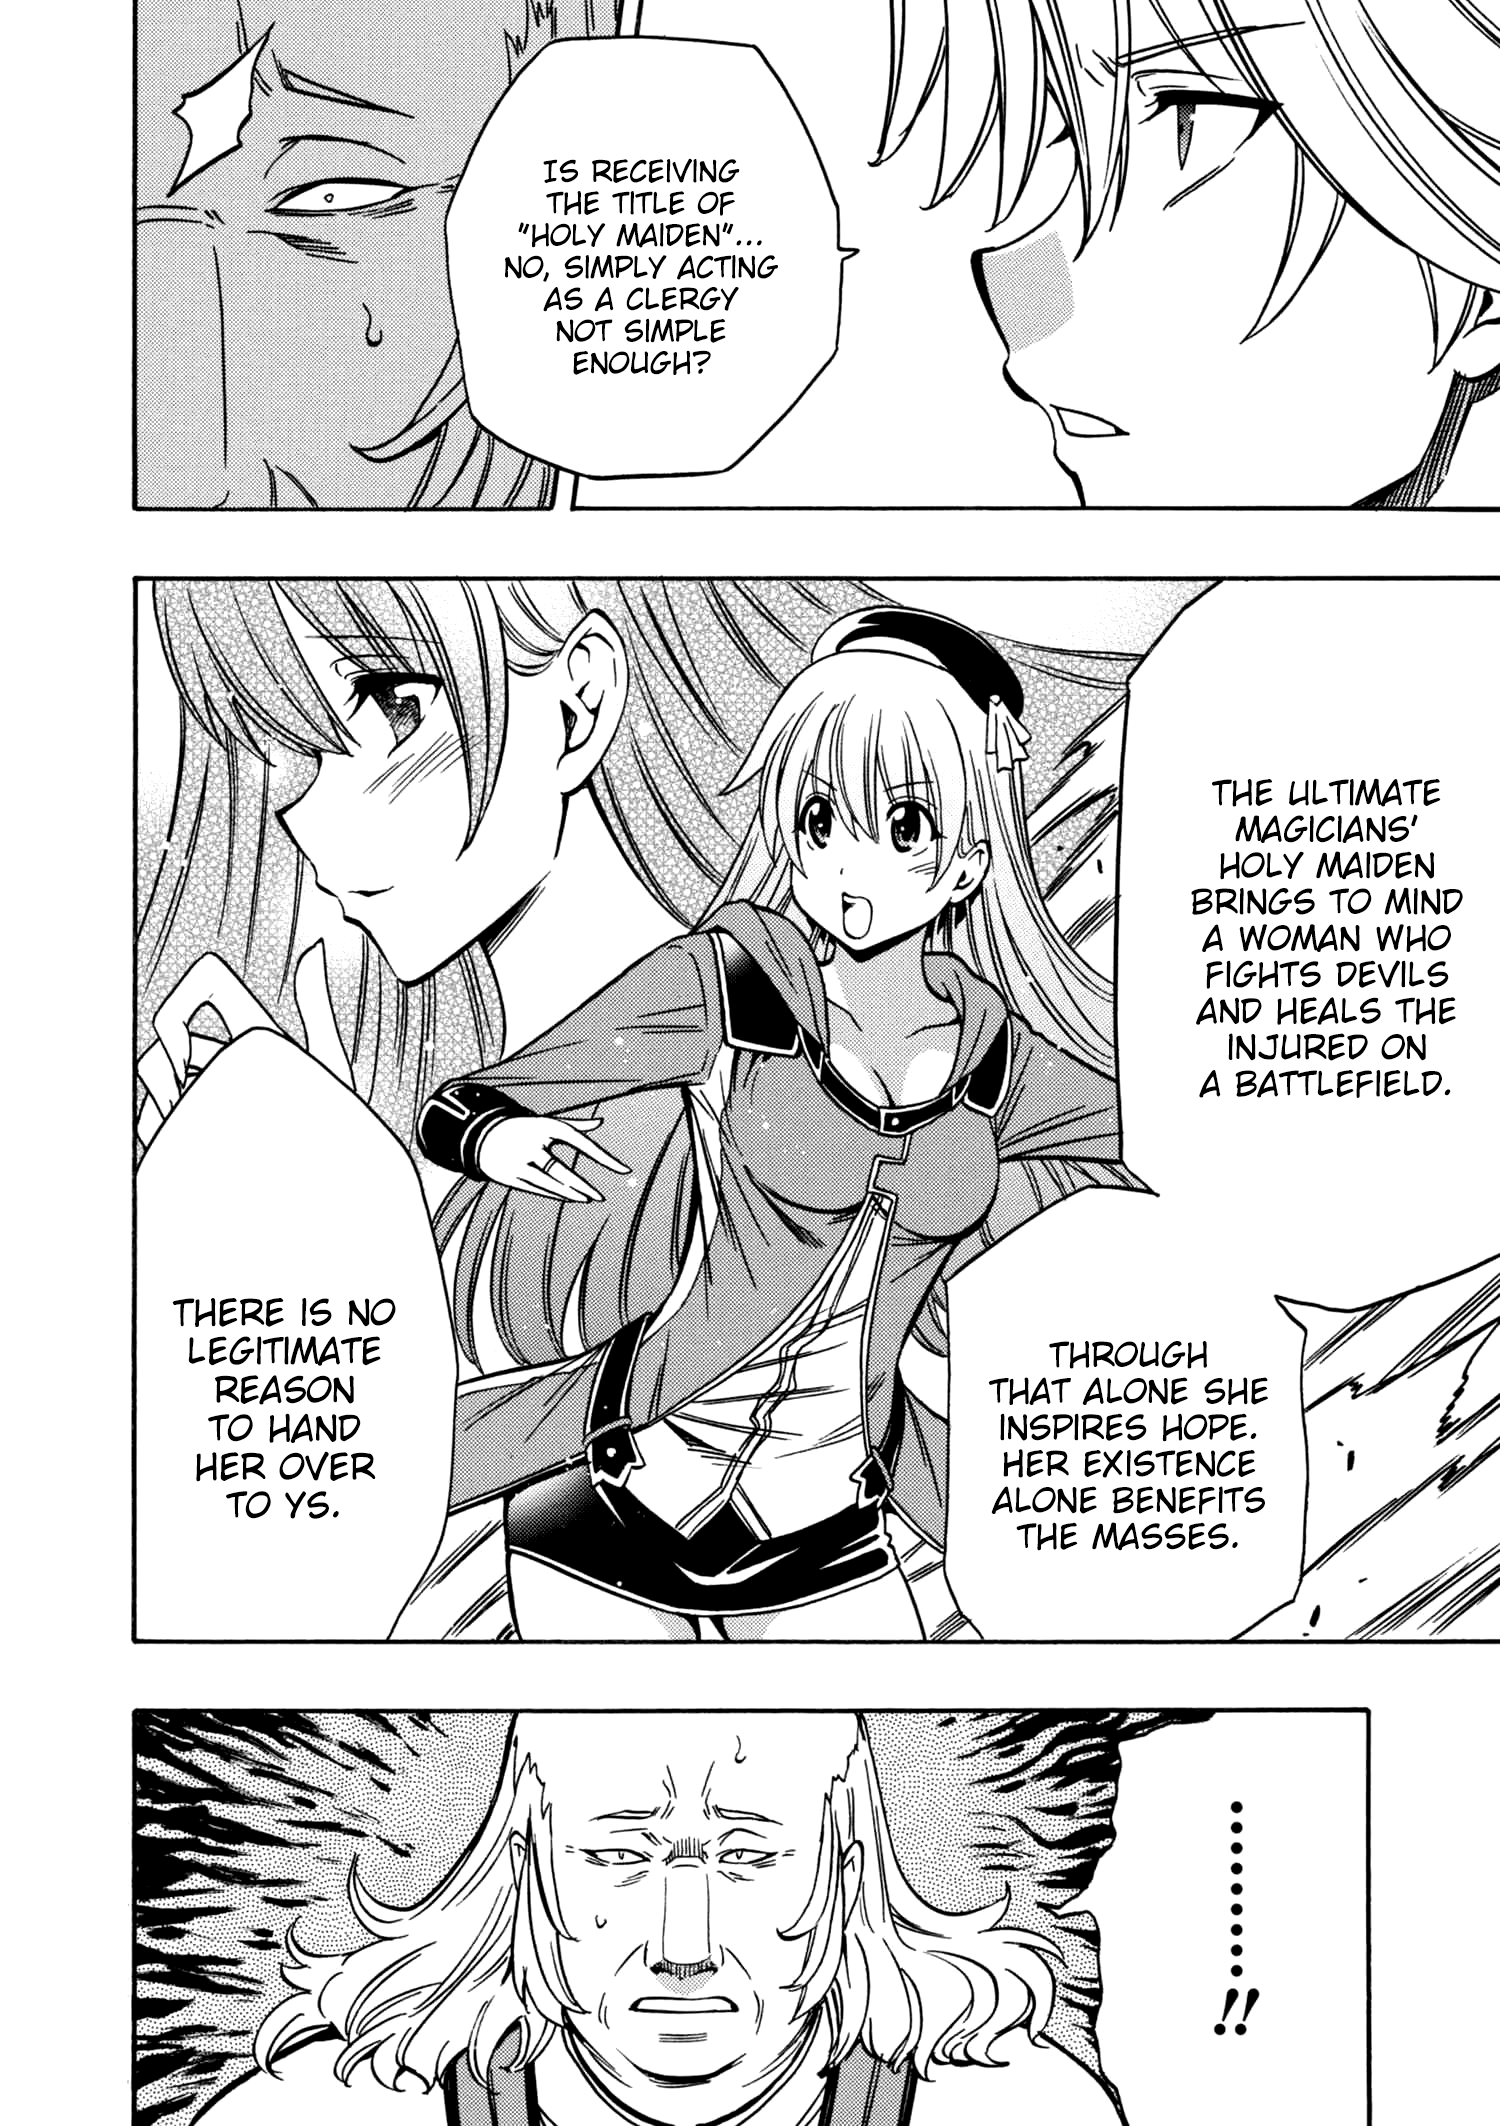 IS RECEIVING
THE TITLE OF
"HOLY MAIDEN"...
NO, SIMPLY ACTING
AS A CLERGY
NOT SIMPLE
ENOUGH?
THE ULTIMATE
MAGICIANS'
HOLY MAIDEN
BRINGS TO MIND
A WOMAN WHO
FIGHTS DEVILS
AND HEALS THE
INJURED ON
A BATTLEFIELD.
THROUGH
THAT ALONE SHE
INSPIRES HOPE.
HER EXISTENCE
ALONE BENEFITS
THE MASSES.
THERE IS NO
LEGITIMATE
REASON
TO HAND
HER OVER
TO YS.
..........!!